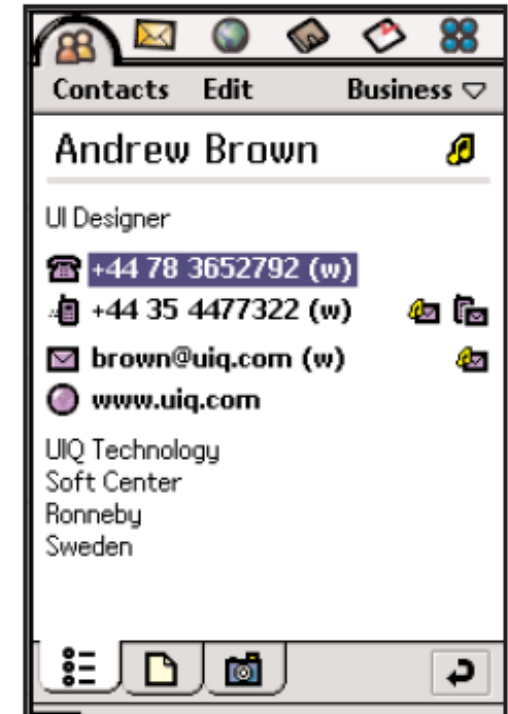 Contacts Edit Business
Andrew Brown
UI Designer
+44 78 3652792 (w)
+44 35 4477322 (w)
brown@uiq.com (w)
www.uiq.com
UIQ Technology
Soft Center
Ronneby
Sweden